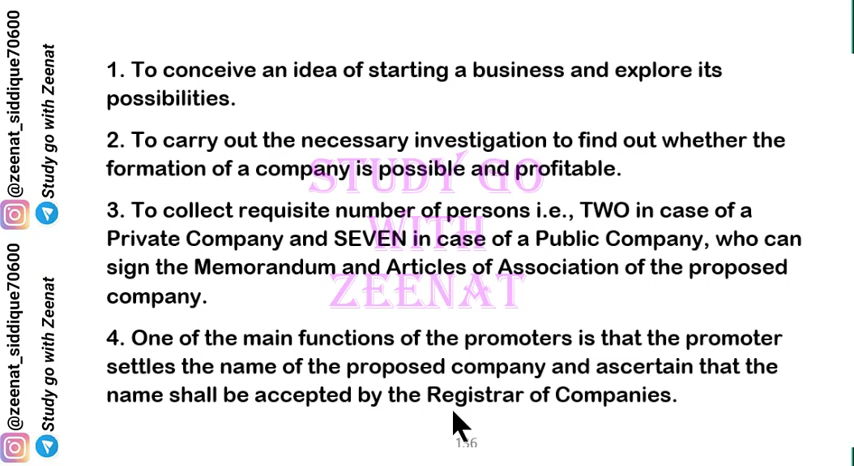 1. To conceive an idea of starting a business and explore its
possibilities.
2. To carry out the necessary investigation to find out whether the
formation of a company is possible and profitable.
3. To collect requisite number of persons i.e., TWO in case of a
Private Company and SEVEN in case of a Public Company, who can
sign the Memorandum and Articles of Association of the proposed
company.
4. One of the main functions of the promoters is that the promoter
settles the name of the proposed company and ascertain that the
name shall be accepted by the Registrar of Companies.
136
STUDY GO
WITH
ZEENAT
@zeenat_siddique70600
Study go with Zeenat
@zeenat_siddique70600
Study go with Zeenat